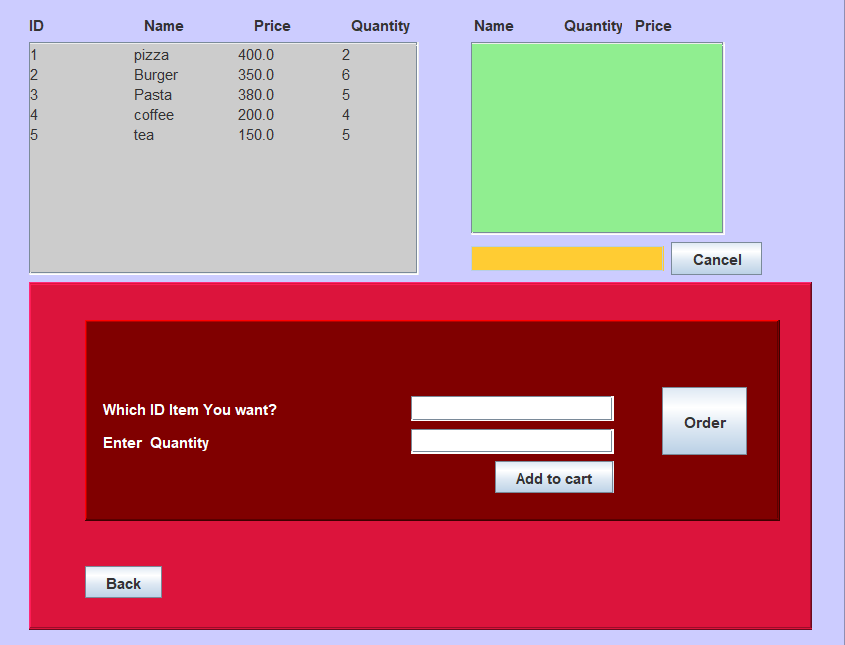 ID Name Price Quantity Name Quantity Price
1 pizza 400.0 2
2 Burger 350.0 6
3 Pasta 380.0 5
4 coffee 200.0 4
5 tea 150.0 5
Cancel
Which ID Item You want?
Order
Enter  Quantity
Add to cart
Back